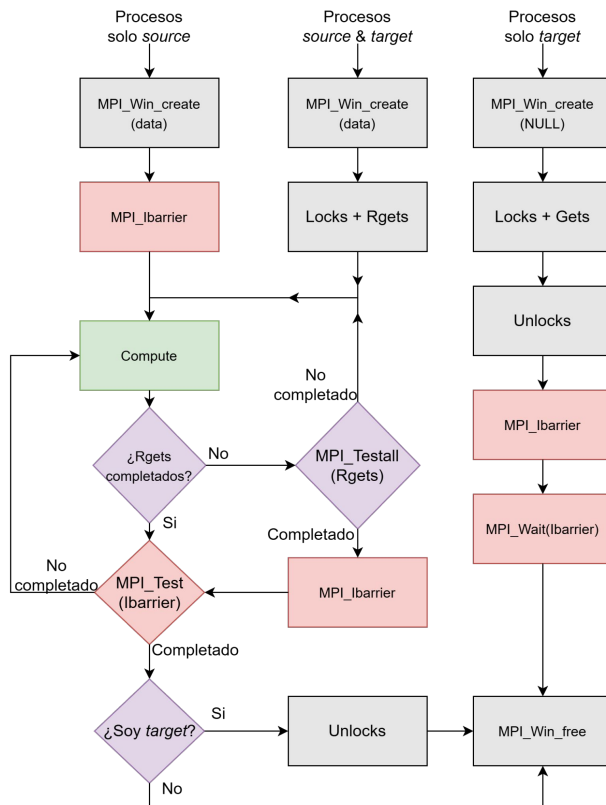 Procesos
solo source
Procesos
source & target
Procesos
solo target
MPI_Win_create
(data)
MPI_Win_create
(data)
MPI_Win_create
(NULL)
MPI_Ibarrier
Locks + Rgets
Locks + Gets
Unlocks
Compute
No
completado
¿Rgets
completados?
No
MPI_Testall
(Rgets)
MPI_Ibarrier
Si
Completado
MPI_Wait(Ibarrier)
No
completado
MPI_Test
(Ibarrier)
MPI_Ibarrier
Completado
¿Soy target?
Si
Unlocks
MPI_Win_free
No